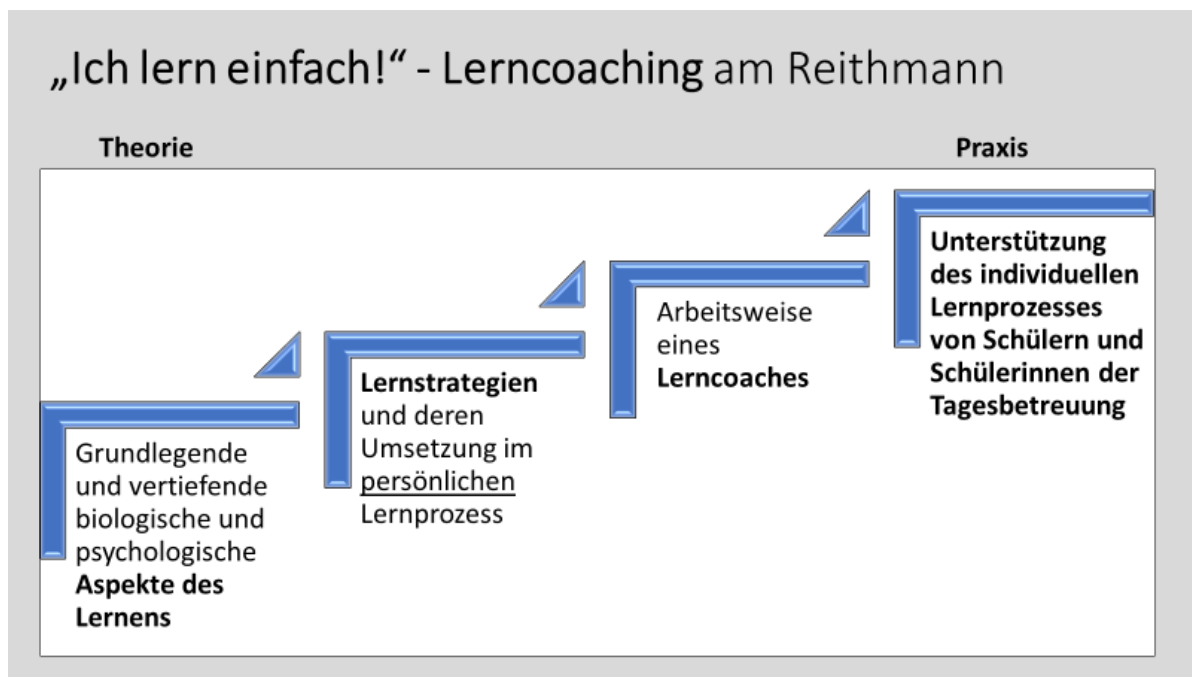 „Ich lern einfach!“ - Lerncoaching am Reithmann
Theorie
Praxis
Grundlegende
und vertiefende
biologische und
psychologische
Aspekte des
Lernens
Lernstrategien
und deren
Umsetzung im
persönlichen
Lernprozess
Arbeitsweise
eines
Lerncoaches
Unterstützung
des individuellen
Lernprozesses
von Schülern und
Schülerinnen der
Tagesbetreuung